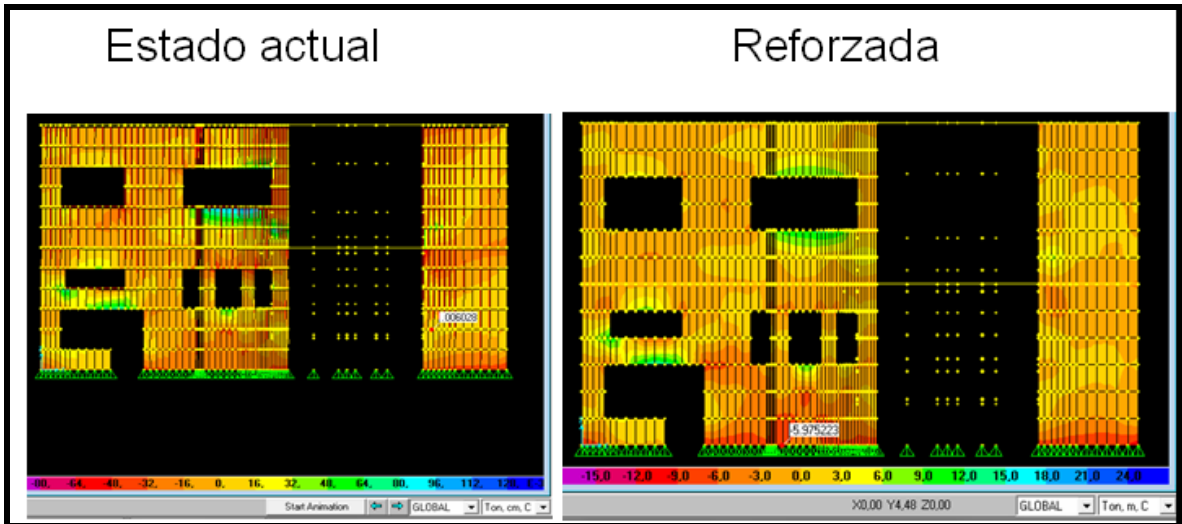 Estado actual
Reforzada
.006028
-5.975223
-80. -64. -48. -32. -16. 0. 16. 32. 48. 64. 80. 96. 112. 128. E-3
-15,0 -12,0 -9,0 -6,0 -3,0 0,0 3,0 6,0 9,0 12,0 15,0 18,0 21,0 24,0
Start Animation GLOBAL Ton, cm, C
X0,00 Y4,48 Z0,00 GLOBAL Ton, m, C